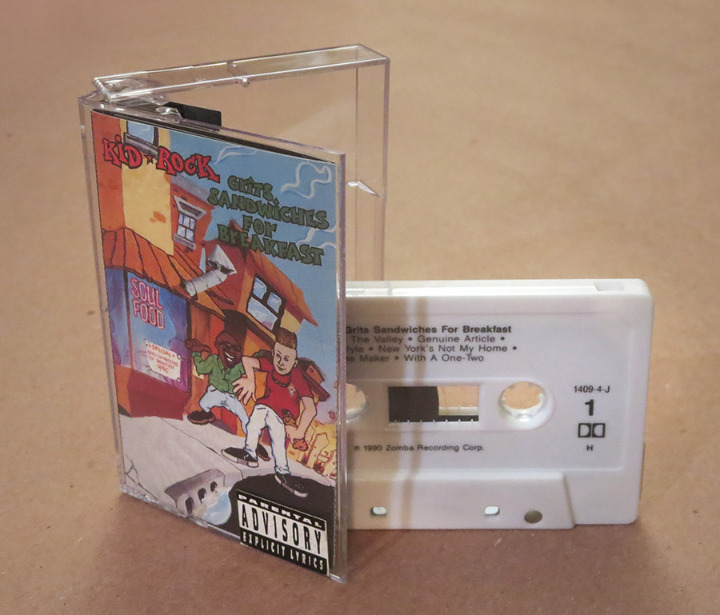 KID ★ ROCK
GRITS
SANDWICHES
FOR
BREAKFAST
SOUL
FOOD
PARENTAL
ADVISORY
EXPLICIT LYRICS
Grits Sandwiches For Breakfast
The Valley • Genuine Article •
• New York's Not My Home •
Maker • With A One-Two
1409-4-J
1
H
1990 Zomba Recording Corp.